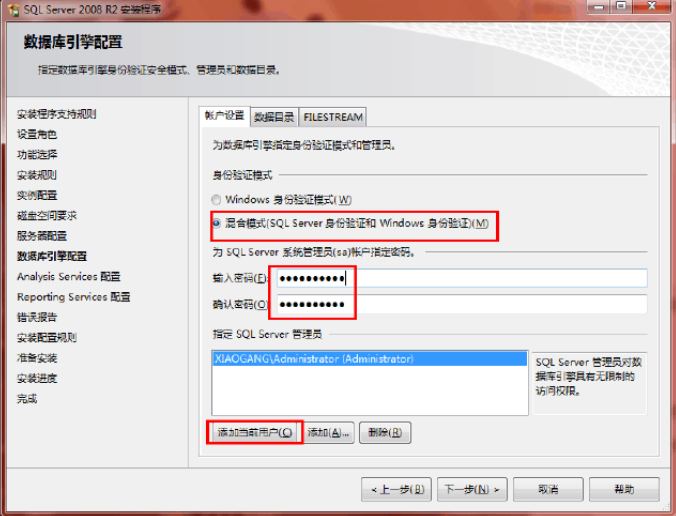 SQL Server 2008 R2 安装程序
数据库引擎配置
指定数据库引擎身份验证安全模式、管理员和数据目录。
安装程序支持规则
设置角色
功能选择
安装规则
实例配置
磁盘空间要求
服务器配置
数据库引擎配置
Analysis Services 配置
Reporting Services 配置
错误报告
安装配置规则
准备安装
安装进度
完成
帐户设置 数据目录 FILESTREAM
为数据库引擎指定身份验证模式和管理员。
身份验证模式
Windows 身份验证模式(W)
混合模式(SQL Server 身份验证和 Windows 身份验证)(M)
为 SQL Server 系统管理员(sa)帐户指定密码。
输入密码(E): ●●●●●●●●●●
确认密码(O) ●●●●●●●●●●
指定 SQL Server 管理员
XIAOGANG\Administrator (Administrator)
SQL Server 管理员对数
据库引擎具有无限制的
访问权限。
添加当前用户(C) 添加(A)... 删除(R)
< 上一步(B) 下一步(N) > 取消 帮助